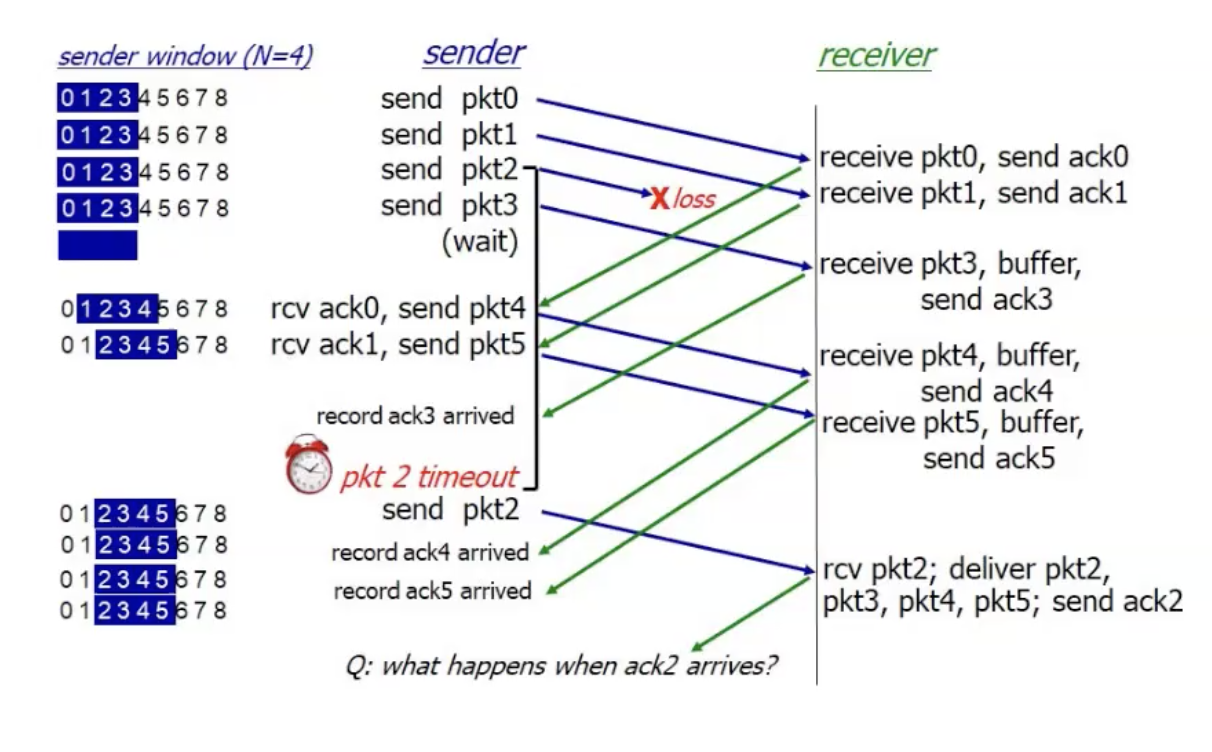 sender window (N=4) sender receiver
0 1 2 3 4 5 6 7 8 send pkt0
0 1 2 3 4 5 6 7 8 send pkt1
receive pkt0, send ack0
0 1 2 3 4 5 6 7 8 send pkt2
receive pkt1, send ack1
X loss
0 1 2 3 4 5 6 7 8 send pkt3
(wait)
receive pkt3, buffer,
send ack3
0 1 2 3 4 5 6 7 8 rcv ack0, send pkt4
0 1 2 3 4 5 6 7 8 rcv ack1, send pkt5
receive pkt4, buffer,
send ack4
record ack3 arrived
receive pkt5, buffer,
send ack5
pkt 2 timeout
0 1 2 3 4 5 6 7 8 send pkt2
0 1 2 3 4 5 6 7 8 record ack4 arrived
0 1 2 3 4 5 6 7 8 record ack5 arrived
rcv pkt2; deliver pkt2,
pkt3, pkt4, pkt5; send ack2
0 1 2 3 4 5 6 7 8
Q: what happens when ack2 arrives?